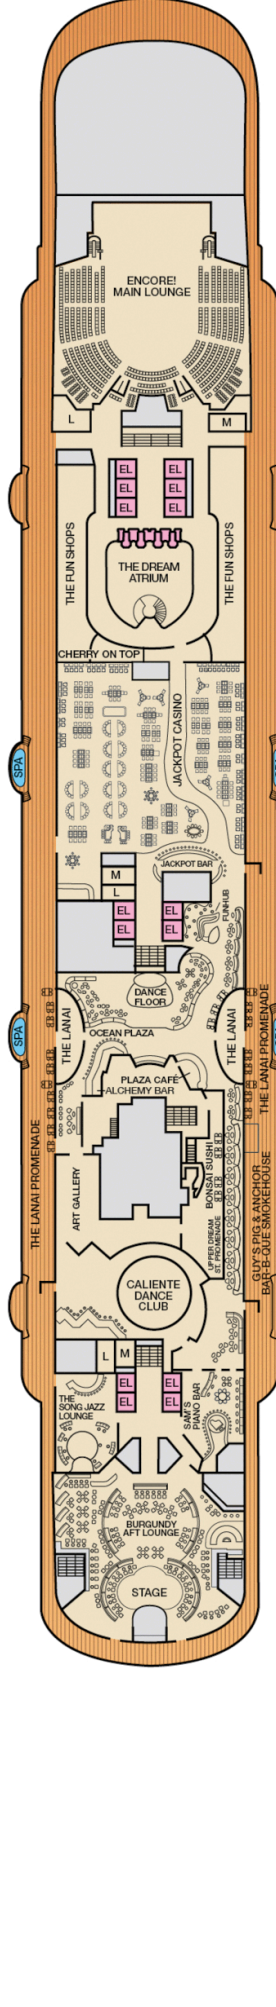 ENCORE!
MAIN LOUNGE
L
M
EL
EL
EL
EL
EL
EL
THE FUN SHOPS
THE FUN SHOPS
THE DREAM
ATRIUM
CHERRY ON TOP
JACKPOT CASINO
SPA
JACKPOT BAR
M
L
EL
EL
EL
EL
FUNHUB
DANCE
FLOOR
SPA
THE LANAI
OCEAN PLAZA
THE LANAI
THE LANAI PROMENADE
PLAZA CAFÉ
ALCHEMY BAR
THE LANAI PROMENADE
ART GALLERY
BONSAI SUSHI
UPPER DREAM
ST. PROMENADE
GUY'S PIG & ANCHOR
BAR-B-QUE SMOKEHOUSE
CALIENTE
DANCE
CLUB
L
M
EL
EL
EL
EL
THE
SONG JAZZ
LOUNGE
SAM'S
PIANO BAR
BURGUNDY
AFT LOUNGE
STAGE